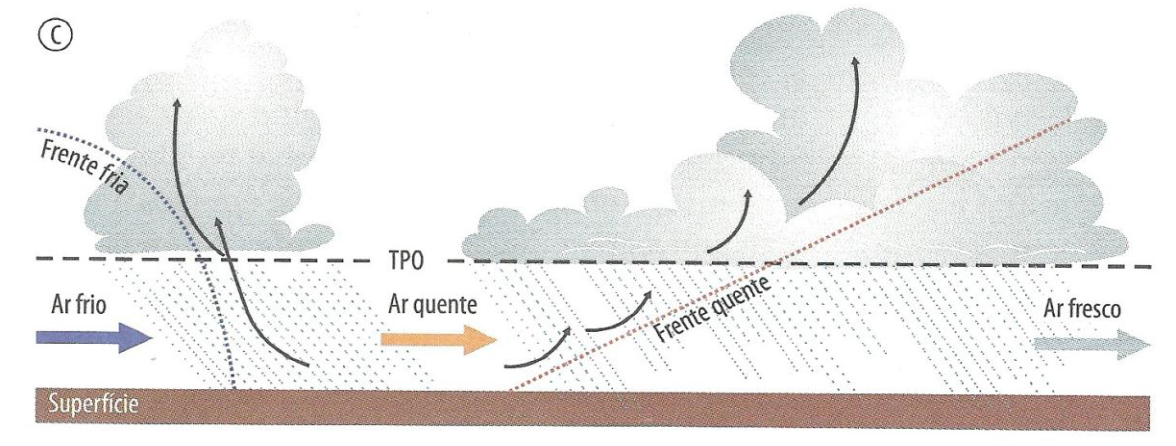 C
Frente fria
TPO
Ar frio
Ar quente
Frente quente
Ar fresco
Superfície